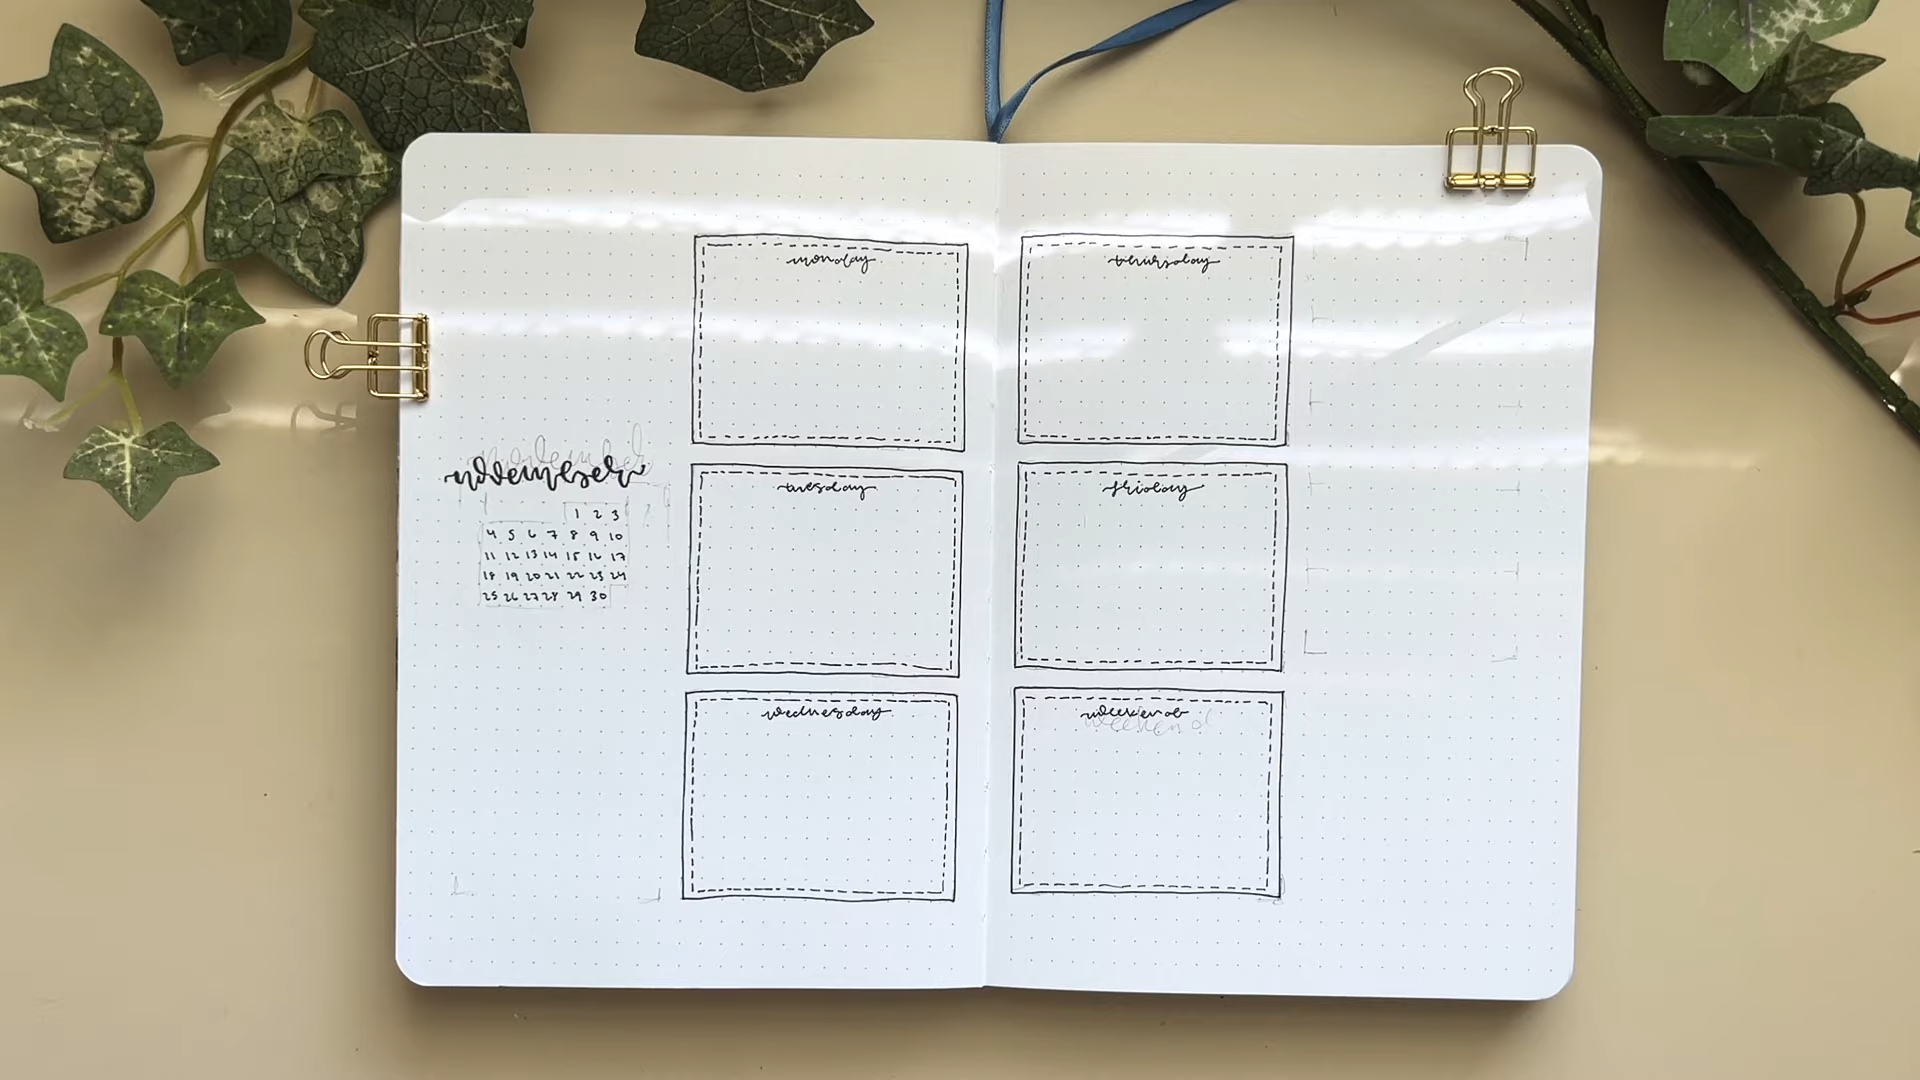 november
1 2 3
4 5 6 7 8 9 10
11 12 13 14 15 16 17
18 19 20 21 22 23 24
25 26 27 28 29 30
monday
tuesday
wednesday
thursday
friday
weekend